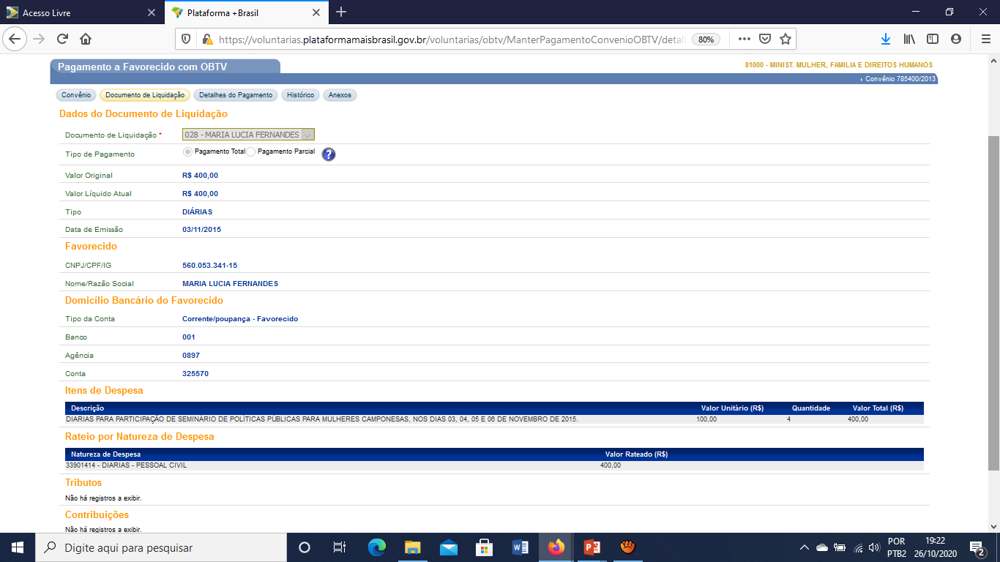 Acesso Livre
Plataforma +Brasil
https://voluntarias.plataformamaisbrasil.gov.br/voluntarias/obtv/ManterPagamentoConvenioOBTV/detal
80%
Pagamento a Favorecido com OBTV
81000 - MINIST. MULHER, FAMILIA E DIREITOS HUMANOS
Convênio 785400/2013
Convênio Documento de Liquidação Detalhes do Pagamento Histórico Anexos
Dados do Documento de Liquidação
Documento de Liquidação * 028 - MARIA LUCIA FERNANDES
Tipo de Pagamento Pagamento Total Pagamento Parcial ?
Valor Original R$ 400,00
Valor Líquido Atual R$ 400,00
Tipo DIÁRIAS
Data de Emissão 03/11/2015
Favorecido
CNPJ/CPF/IG 560.053.341-15
Nome/Razão Social MARIA LUCIA FERNANDES
Domicílio Bancário do Favorecido
Tipo da Conta Corrente/poupança - Favorecido
Banco 001
Agência 0897
Conta 325570
Itens de Despesa
Descrição Valor Unitário (R$) Quantidade Valor Total (R$)
DIARIAS PARA PARTICIPAÇÃO DE SEMINÁRIO DE POLÍTICAS PÚBLICAS PARA MULHERES CAMPONESAS, NOS DIAS 03, 04, 05 E 06 DE NOVEMBRO DE 2015. 100,00 4 400,00
Rateio por Natureza de Despesa
Natureza de Despesa Valor Rateado (R$)
33901414 - DIARIAS - PESSOAL CIVIL 400,00
Tributos
Não há registros a exibir.
Contribuições
Não há registros a exibir.
Digite aqui para pesquisar
POR 19:22
PTB2 26/10/2020 2